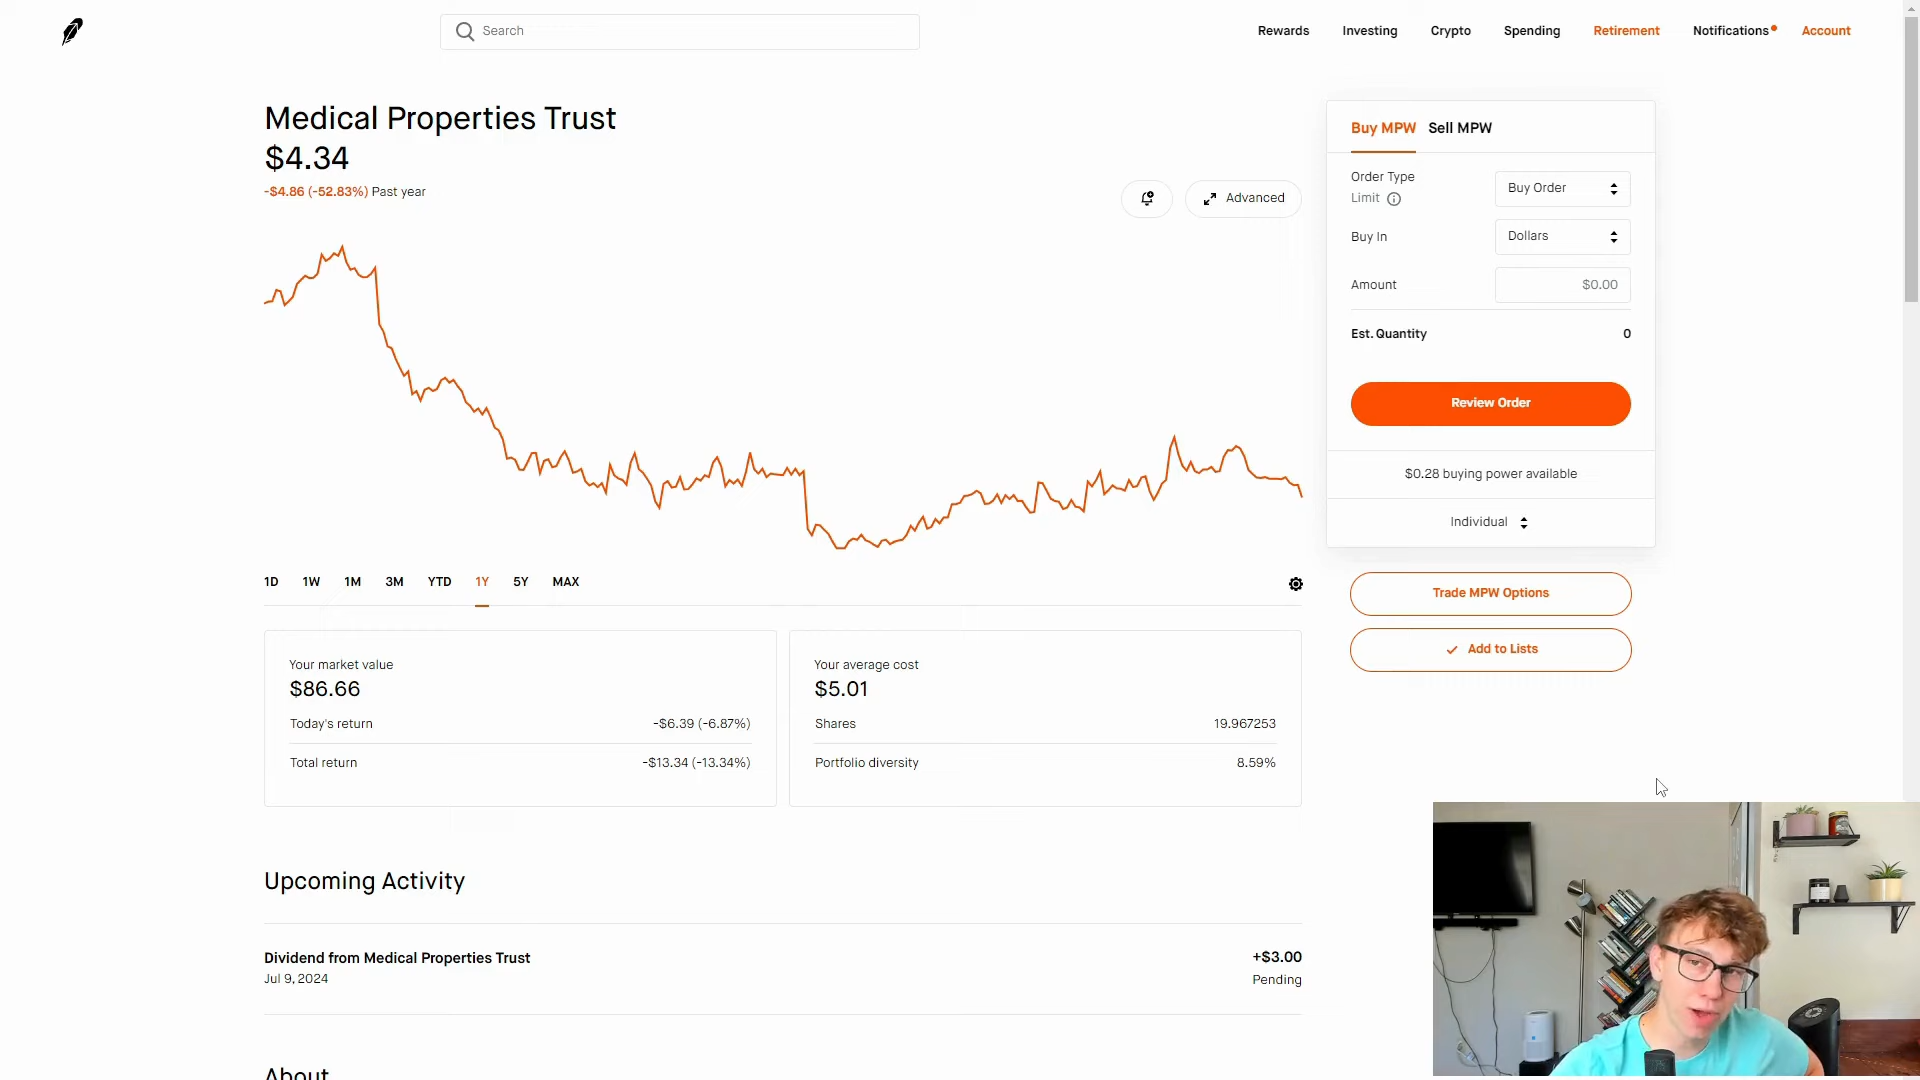 Search
Rewards
Investing
Crypto
Spending
Retirement
Notifications
Account
Medical Properties Trust
$4.34
-$4.86 (-52.83%) Past year
Advanced
Buy MPW
Sell MPW
Order Type
Limit
Buy Order
Buy In
Dollars
Amount
$0.00
Est. Quantity
0
Review Order
$0.28 buying power available
Individual
Trade MPW Options
Add to Lists
1D
1W
1M
3M
YTD
1Y
5Y
MAX
Your market value
$86.66
Today's return
-$6.39 (-6.87%)
Total return
-$13.34 (-13.34%)
Your average cost
$5.01
Shares
19.967253
Portfolio diversity
8.59%
Upcoming Activity
Dividend from Medical Properties Trust
+$3.00
Jul 9, 2024
Pending
About